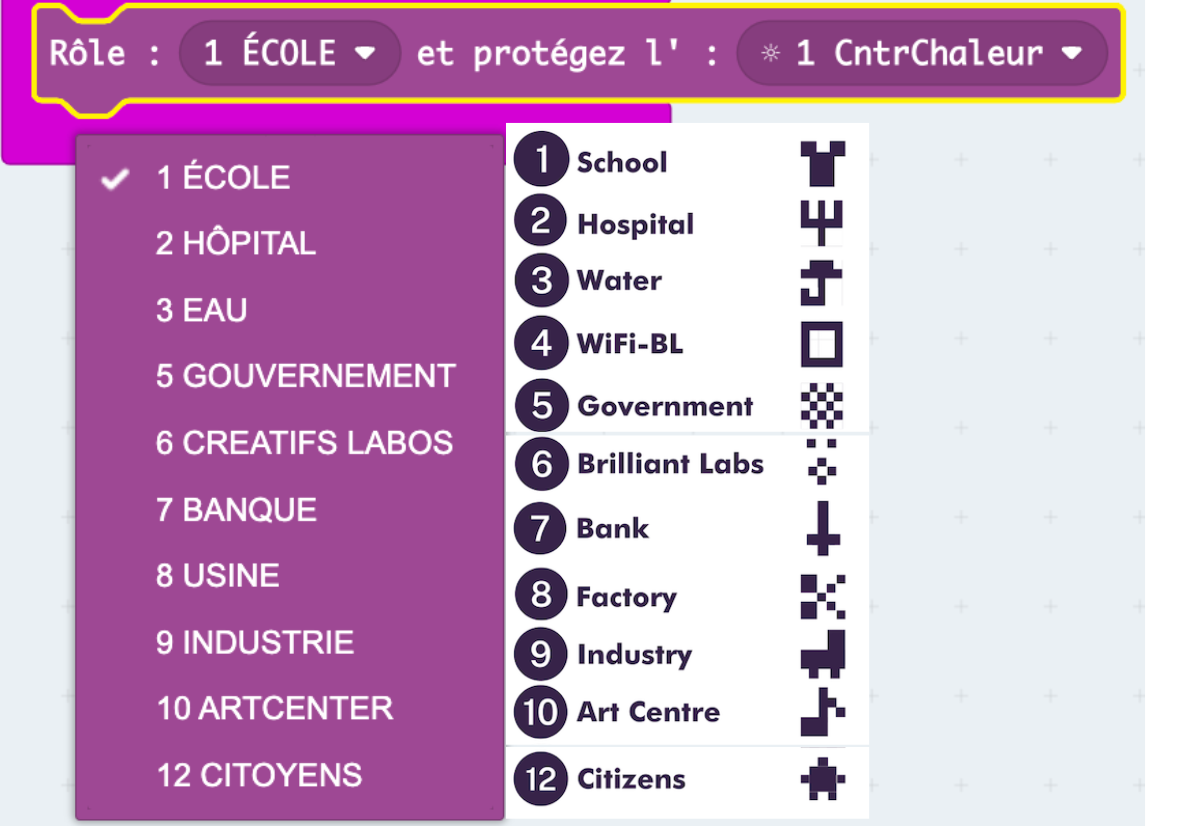 Rôle : 1 ÉCOLE et protégez l' : 1 CntrChaleur
1 ÉCOLE
2 HÔPITAL
3 EAU
5 GOUVERNEMENT
6 CREATIFS LABOS
7 BANQUE
8 USINE
9 INDUSTRIE
10 ARTCENTER
12 CITOYENS
1 School
2 Hospital
3 Water
4 WiFi-BL
5 Government
6 Brilliant Labs
7 Bank
8 Factory
9 Industry
10 Art Centre
12 Citizens